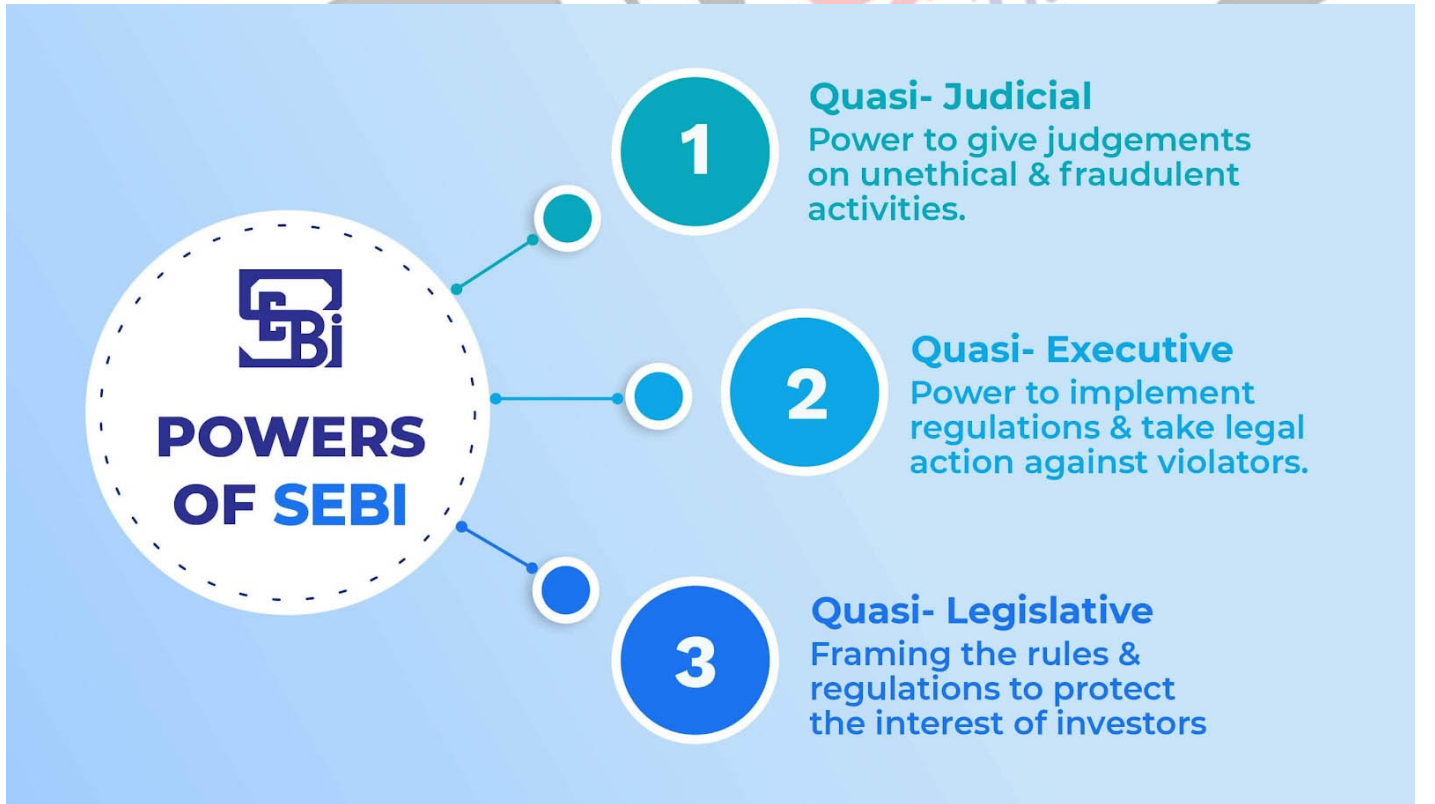 SEBi
POWERS
OF SEBI
1
Quasi- Judicial
Power to give judgements
on unethical & fraudulent
activities.
2
Quasi- Executive
Power to implement
regulations & take legal
action against violators.
3
Quasi- Legislative
Framing the rules &
regulations to protect
the interest of investors